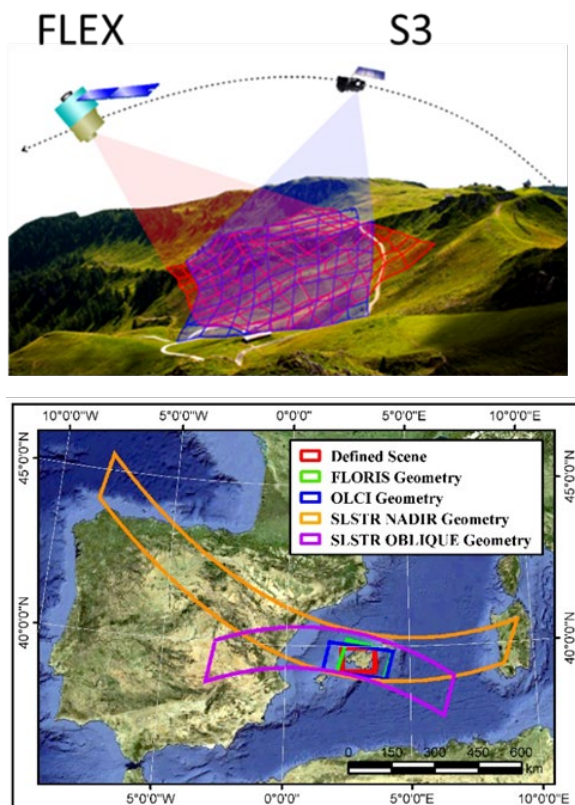 FLEX S3
10°0'0"W 5°0'0"W 0°0'0"E 5°0'0"E 10°0'0"E
45°0'0"N 45°0'0"N
Defined Scene
FLORIS Geometry
OLCI Geometry
SLSTR NADIR Geometry
SLSTR OBLIQUE Geometry
40°0'0"N 40°0'0"N
0 150 300 450 600
km
5°0'0"W 0°0'0"E 5°0'0"E 10°0'0"E